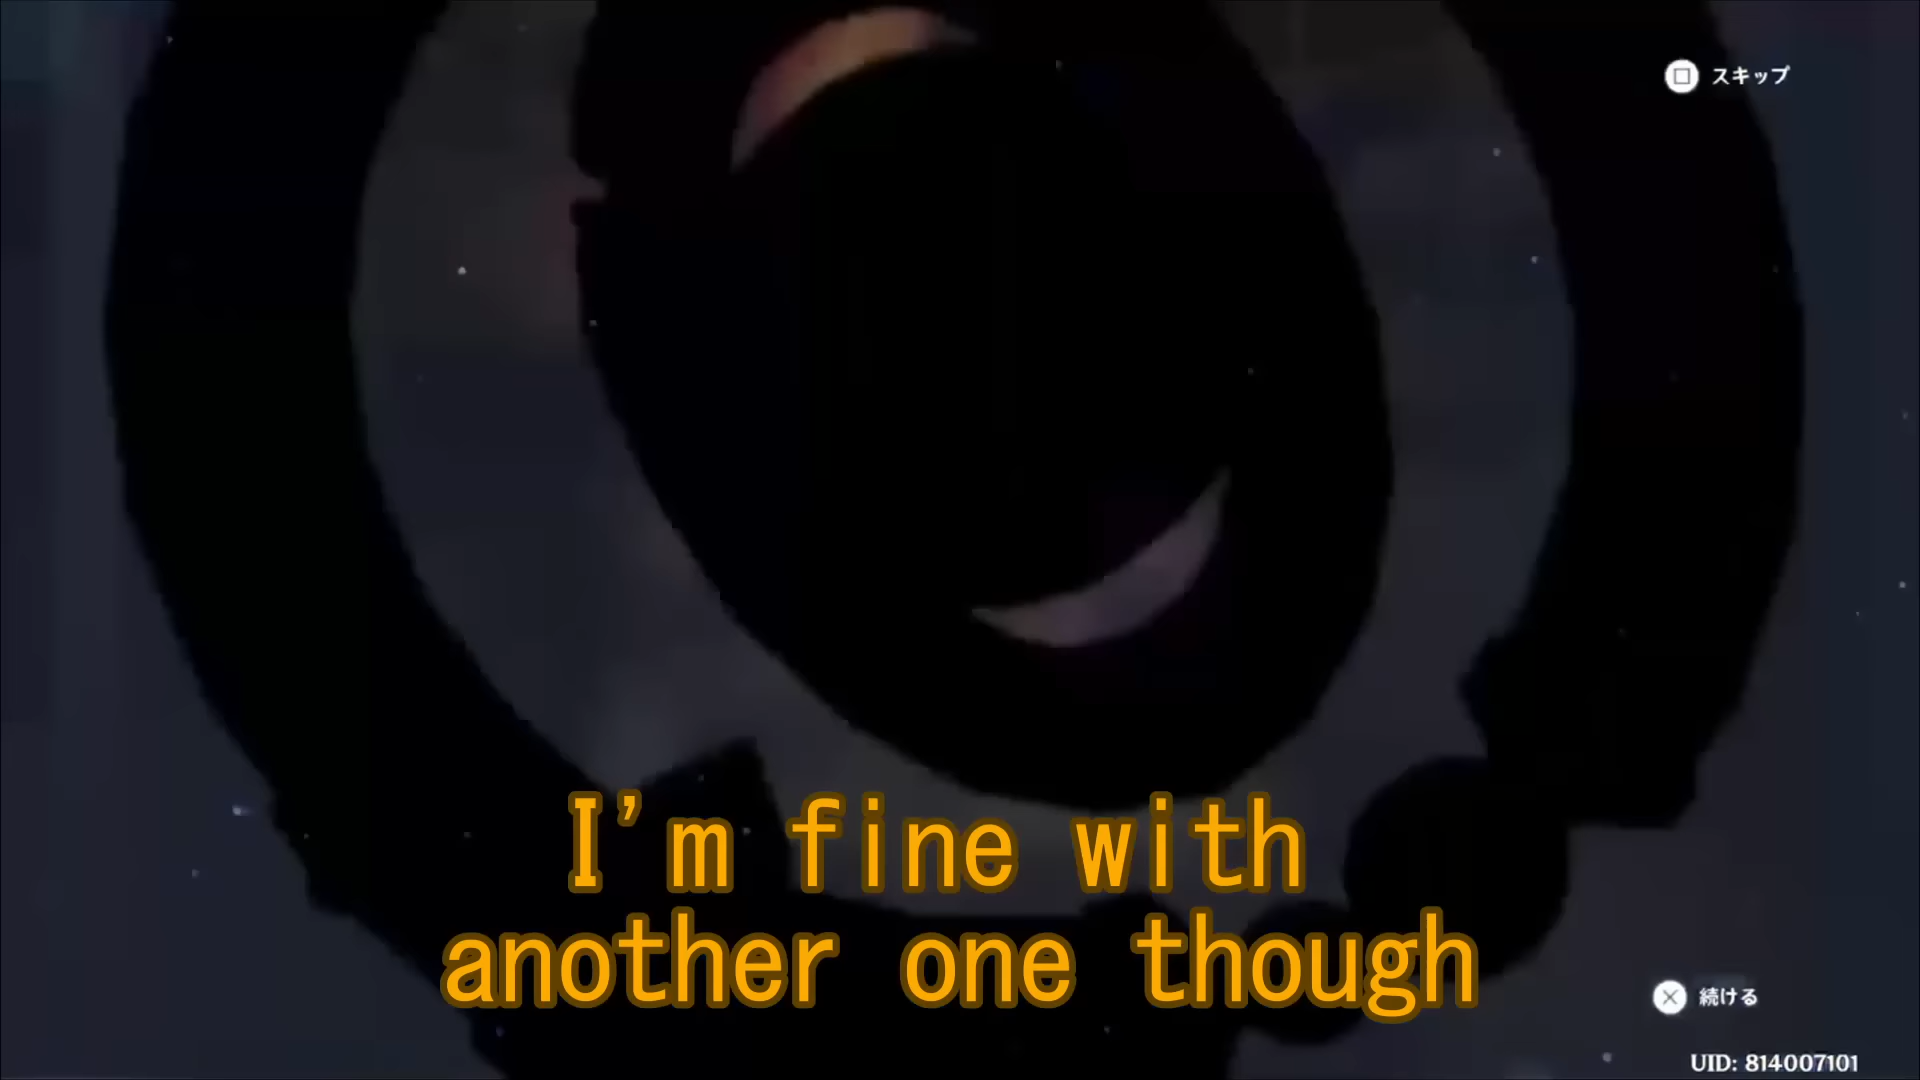 スキップ
I'm fine with
another one though
続ける
UID: 814007101